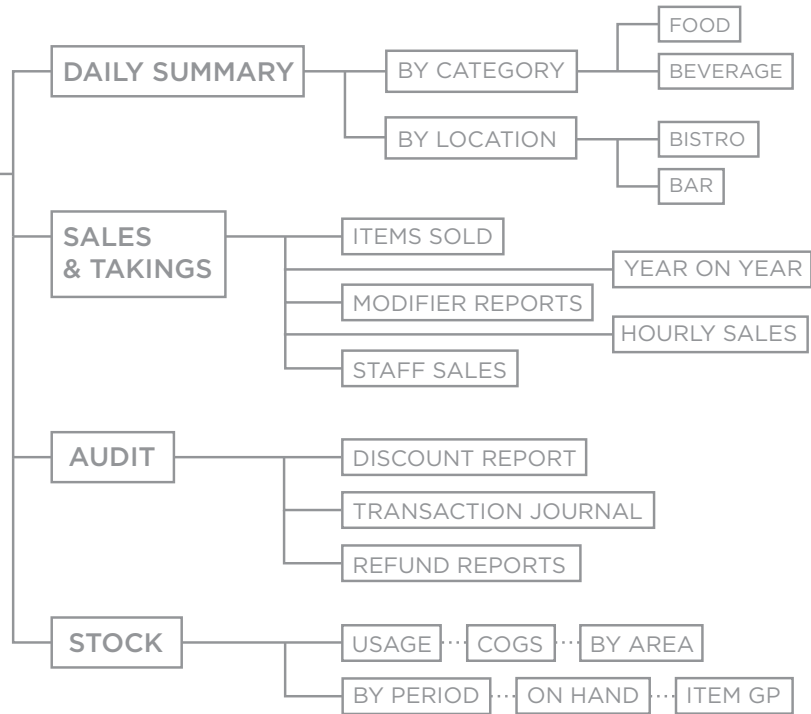 FOOD
DAILY SUMMARY
BY CATEGORY
BEVERAGE
BY LOCATION
BISTRO
BAR
SALES
& TAKINGS
ITEMS SOLD
YEAR ON YEAR
MODIFIER REPORTS
HOURLY SALES
STAFF SALES
AUDIT
DISCOUNT REPORT
TRANSACTION JOURNAL
REFUND REPORTS
STOCK
USAGE
COGS
BY AREA
BY PERIOD
ON HAND
ITEM GP